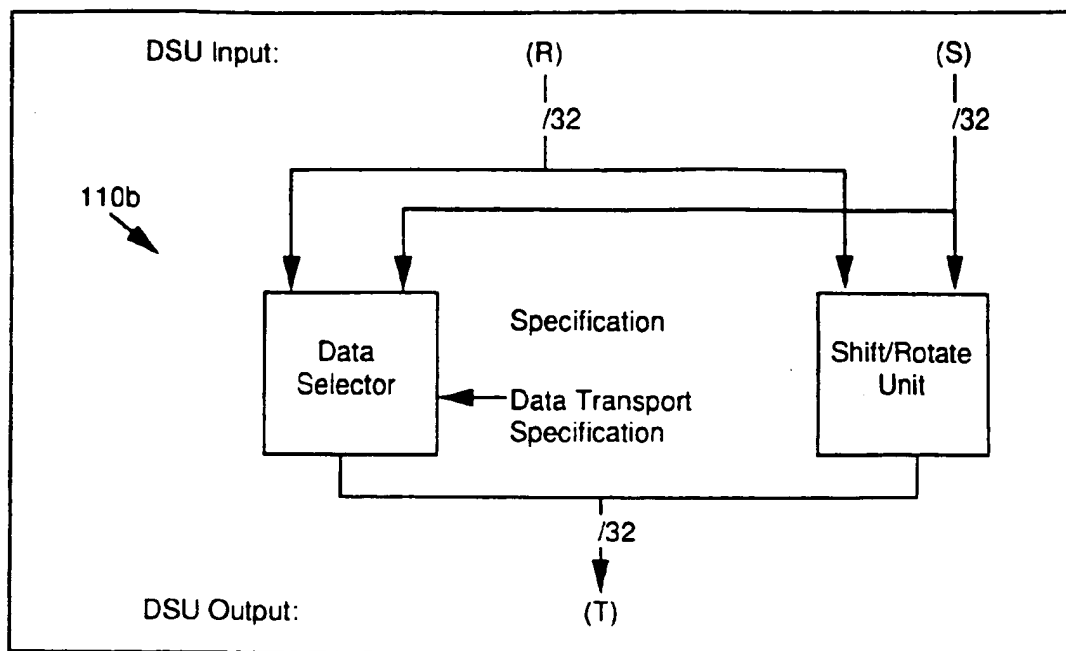 DSU Input:
(R)
(S)
/32
/32
110b
Specification
Data
Selector
Shift/Rotate
Unit
Data Transport
Specification
/32
DSU Output:
(T)